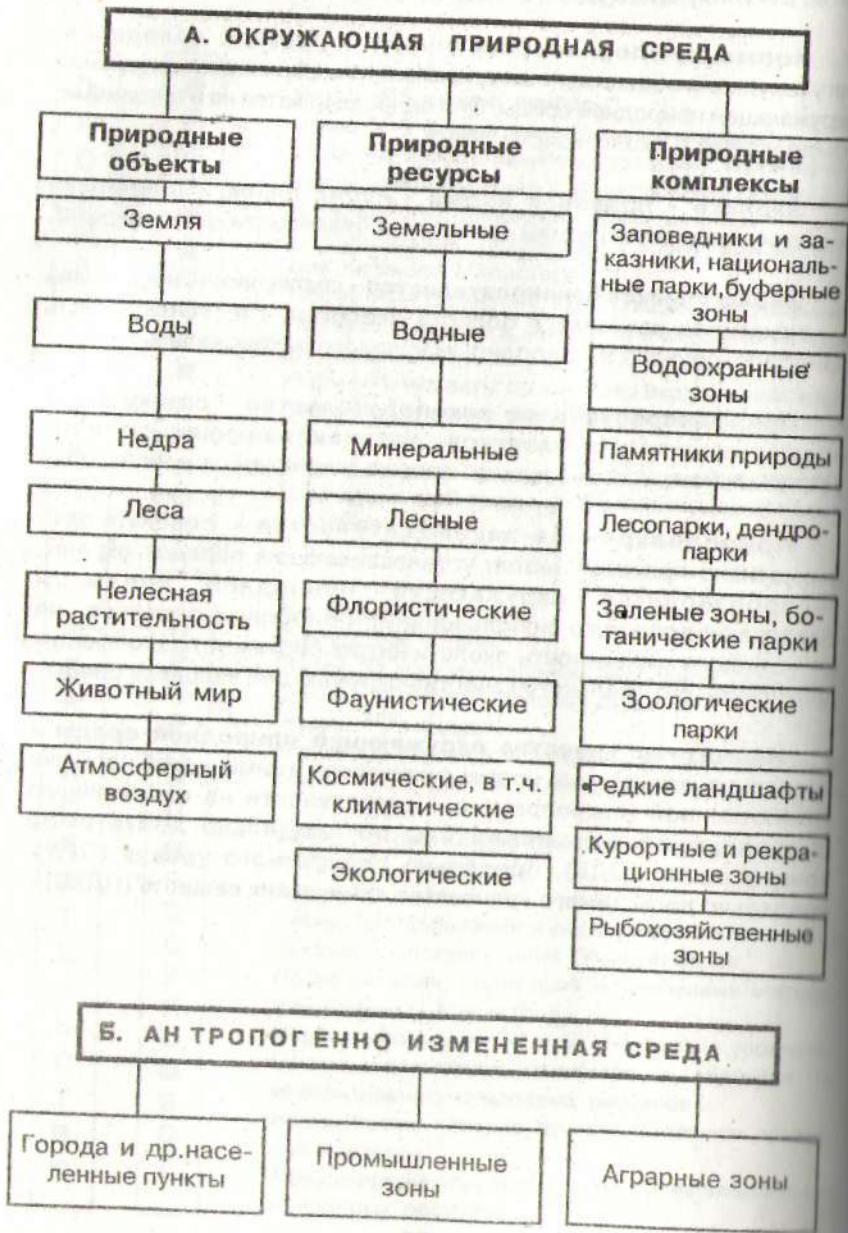 А. ОКРУЖАЮЩАЯ ПРИРОДНАЯ СРЕДА
Природные
объекты
Земля
Воды
Недра
Леса
Нелесная
растительность
Животный мир
Атмосферный
воздух
Природные
ресурсы
Земельные
Водные
Минеральные
Лесные
Флористические
Фаунистические
Космические, в т.ч.
климатические
Экологические
Природные
комплексы
Заповедники и за-
казники, националь-
ные парки,буферные
зоны
Водоохранные
зоны
Памятники природы
Лесопарки, дендро-
парки
Зеленые зоны, бо-
танические парки
Зоологические
парки
Редкие ландшафты
Курортные и рекра-
ционные зоны
Рыбохозяйственные
зоны
Б. АНТРОПОГЕННО ИЗМЕНЕННАЯ СРЕДА
Города и др.насе-
ленные пункты
Промышленные
зоны
Аграрные зоны